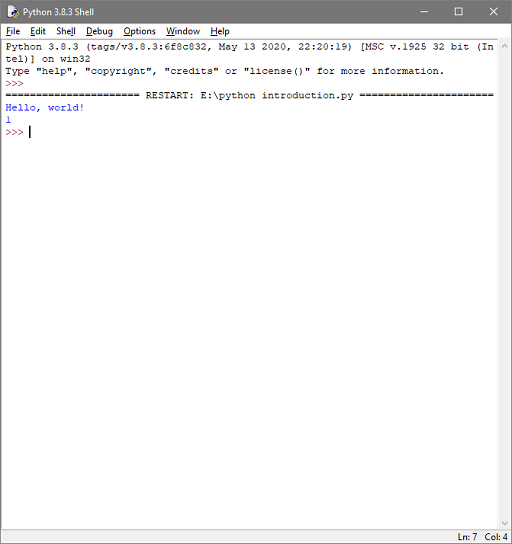 Python 3.8.3 Shell
File Edit Shell Debug Options Window Help
Python 3.8.3 (tags/v3.8.3:6f8c832, May 13 2020, 22:20:19) [MSC v.1925 32 bit (In
tel)] on win32
Type "help", "copyright", "credits" or "license()" for more information.
>>>
====================== RESTART: E:\python introduction.py ======================
Hello, world!
1
>>>
Ln: 7 Col: 4